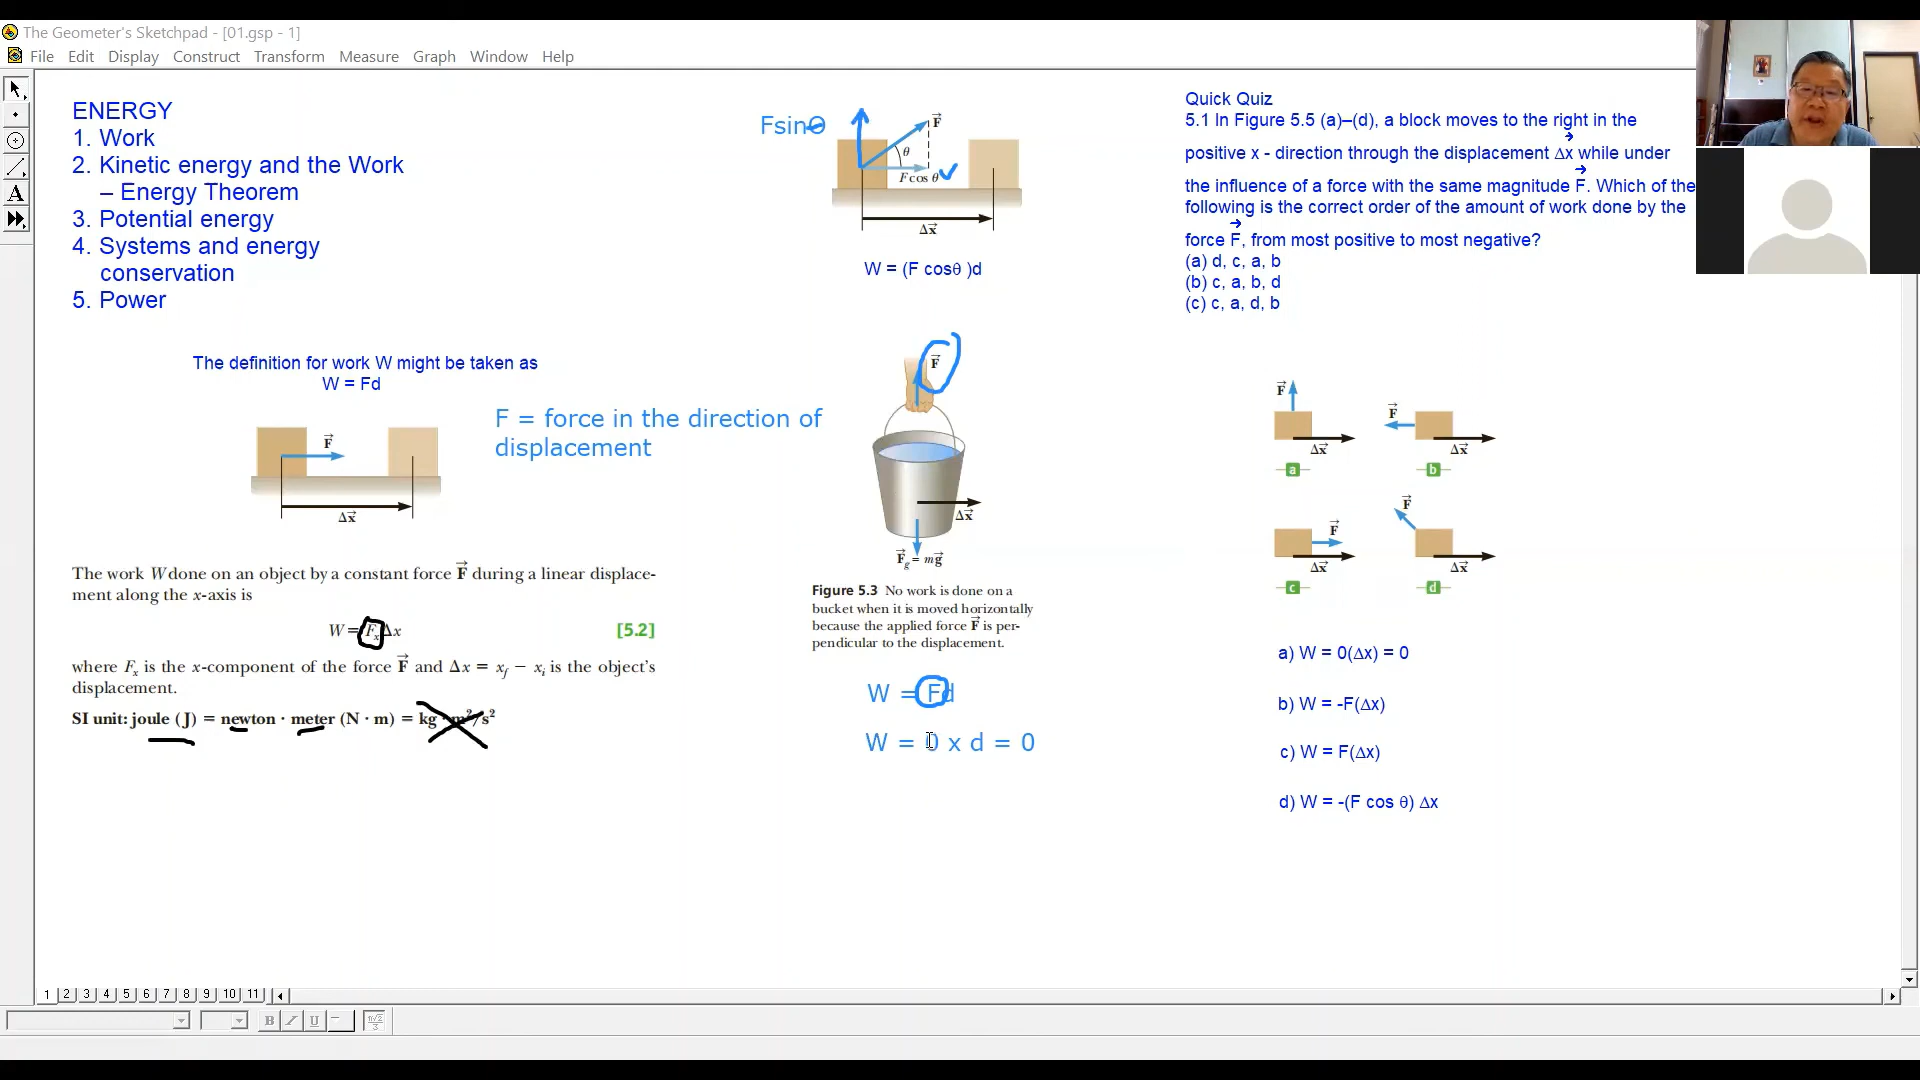 The Geometer's Sketchpad - [01.gsp - 1]
File Edit Display Construct Transform Measure Graph Window Help
ENERGY
1. Work
2. Kinetic energy and the Work
– Energy Theorem
3. Potential energy
4. Systems and energy
conservation
5. Power
The definition for work W might be taken as
W = Fd
F
Δx
F = force in the direction of
displacement
The work W done on an object by a constant force F during a linear displace-
ment along the x-axis is
W = Fx Δx [5.2]
where Fx is the x-component of the force F and Δx = xf − xi is the object's
displacement.
SI unit: joule (J) = newton · meter (N · m) = kg · m²/s²
FsinΘ
F
θ
F cos θ
Δx
W = (F cosθ )d
F
Δx
Fg = mg
Figure 5.3 No work is done on a
bucket when it is moved horizontally
because the applied force F is per-
pendicular to the displacement.
W = Fd
W = 0 x d = 0
Quick Quiz
5.1 In Figure 5.5 (a)–(d), a block moves to the right in the
positive x - direction through the displacement Δx while under
the influence of a force with the same magnitude F. Which of the
following is the correct order of the amount of work done by the
force F, from most positive to most negative?
(a) d, c, a, b
(b) c, a, b, d
(c) c, a, d, b
F
Δx
a
F
Δx
b
F
Δx
c
F
Δx
d
a) W = 0(Δx) = 0
b) W = -F(Δx)
c) W = F(Δx)
d) W = -(F cos θ) Δx
1 2 3 4 5 6 7 8 9 10 11
B I U
A